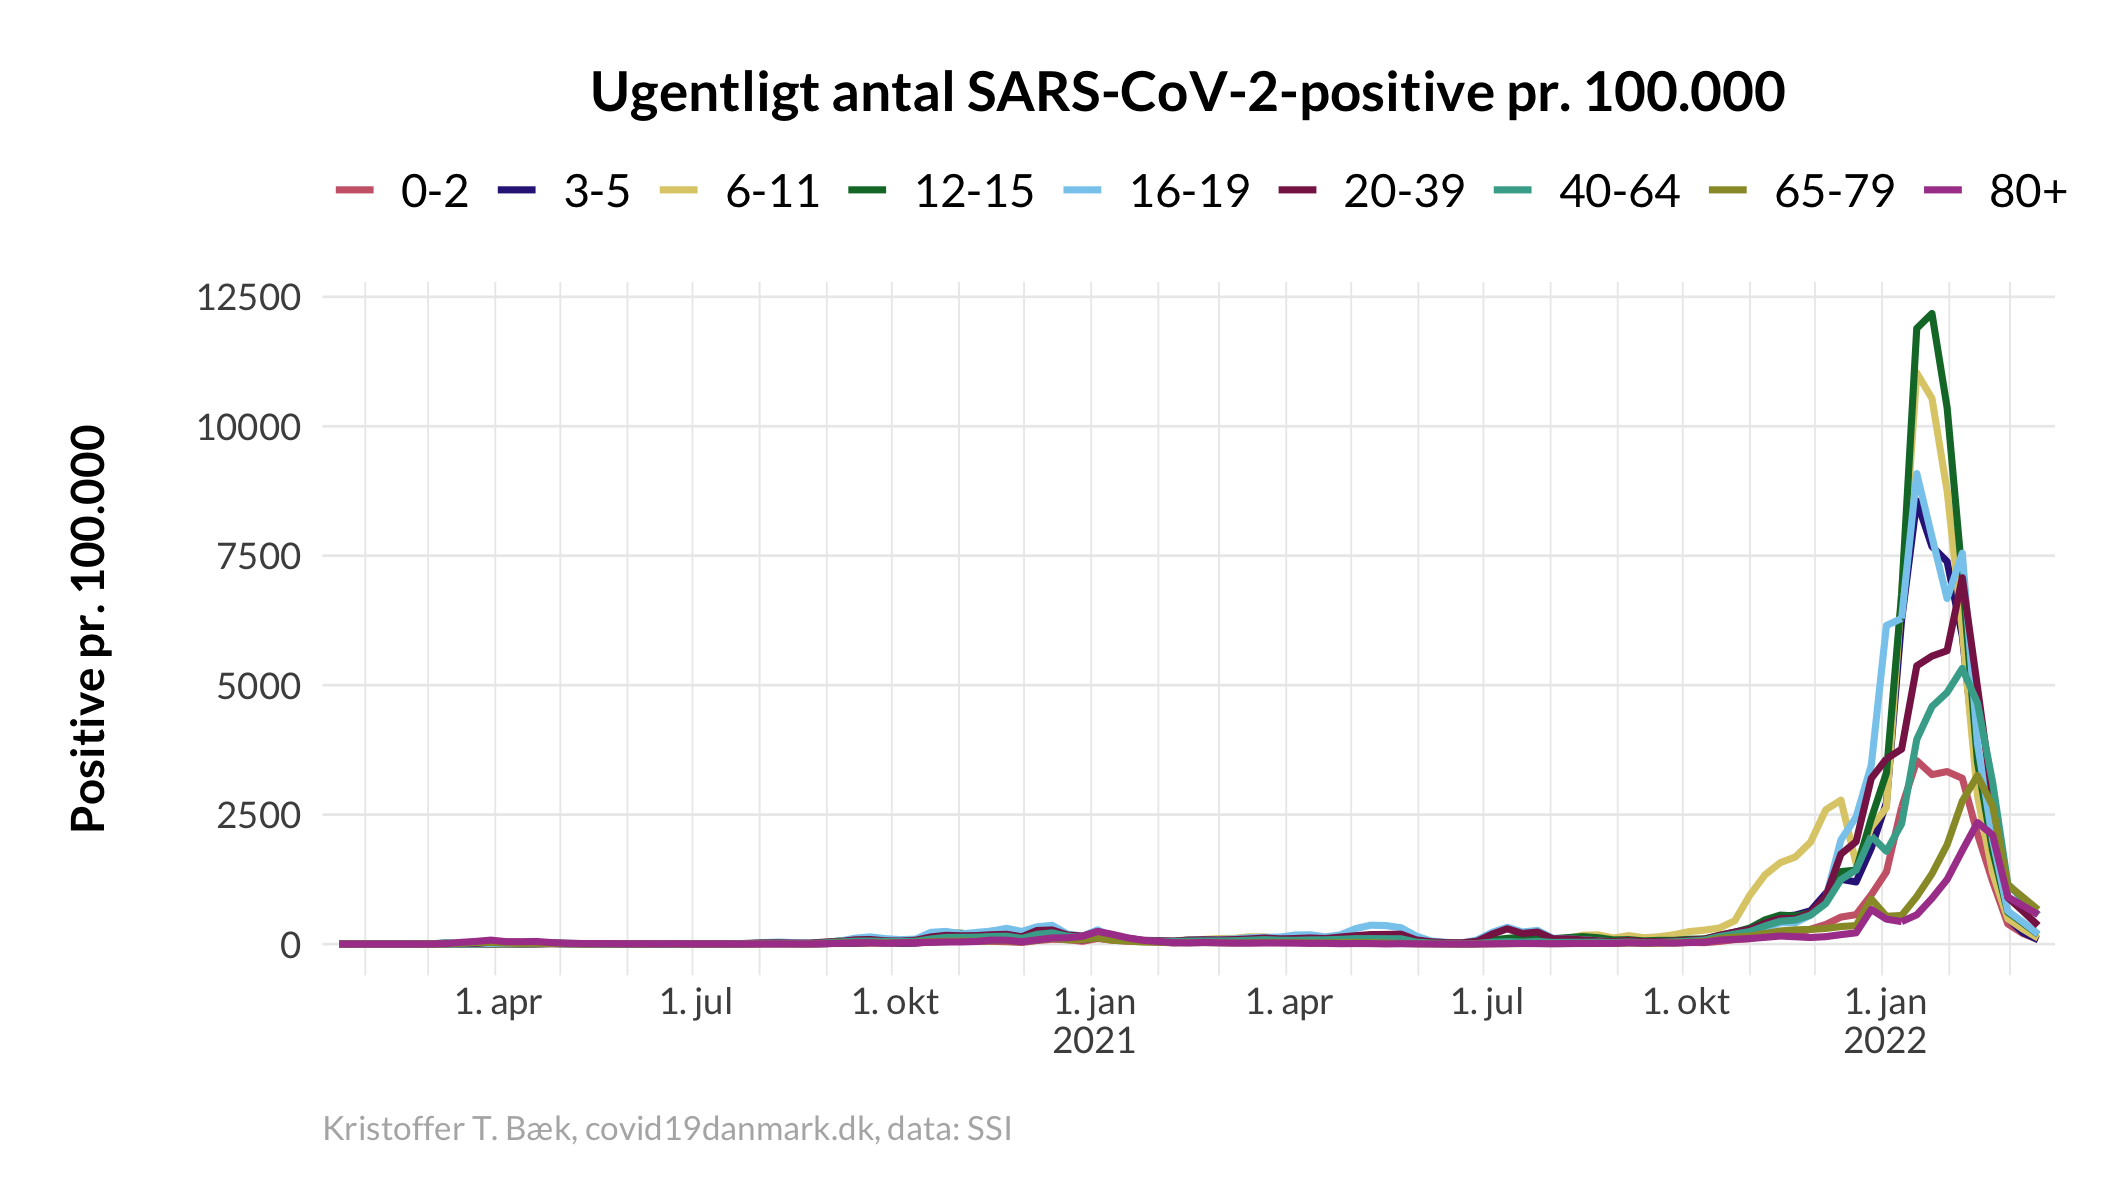 Ugentligt antal SARS-CoV-2-positive pr. 100.000
0-2 3-5 6-11 12-15 16-19 20-39 40-64 65-79 80+
Positive pr. 100.000
12500
10000
7500
5000
2500
0
1. apr 1. jul 1. okt 1. jan 1. apr 1. jul 1. okt 1. jan
2021 2022
Kristoffer T. Bæk, covid19danmark.dk, data: SSI